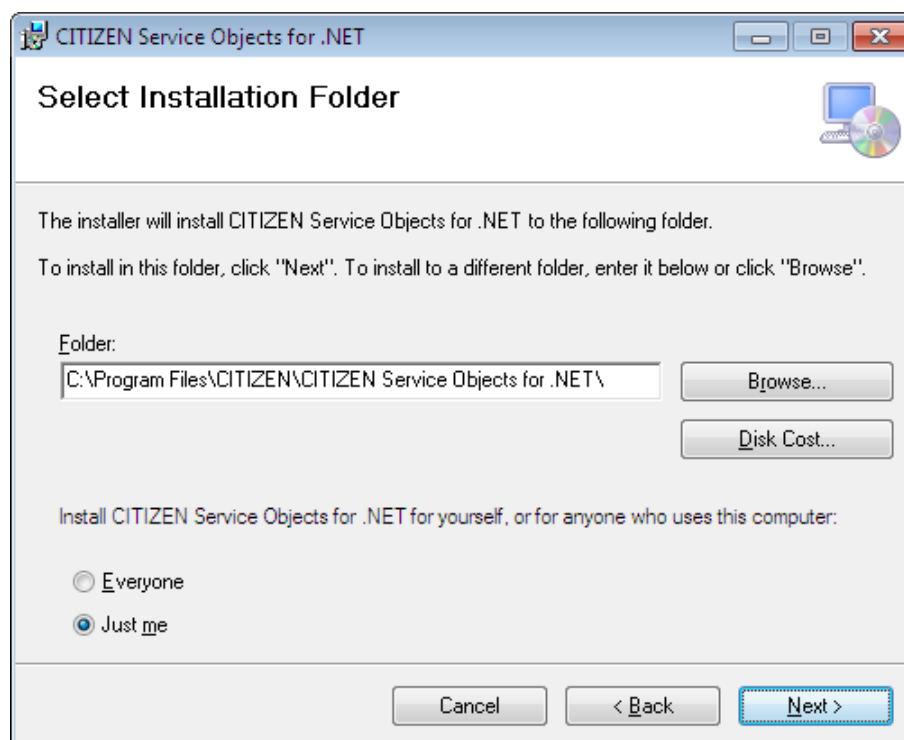 CITIZEN Service Objects for .NET
Select Installation Folder
The installer will install CITIZEN Service Objects for .NET to the following folder.
To install in this folder, click "Next". To install to a different folder, enter it below or click "Browse".
Folder:
C:\Program Files\CITIZEN\CITIZEN Service Objects for .NET\
Browse...
Disk Cost...
Install CITIZEN Service Objects for .NET for yourself, or for anyone who uses this computer:
Everyone
Just me
Cancel
< Back
Next >